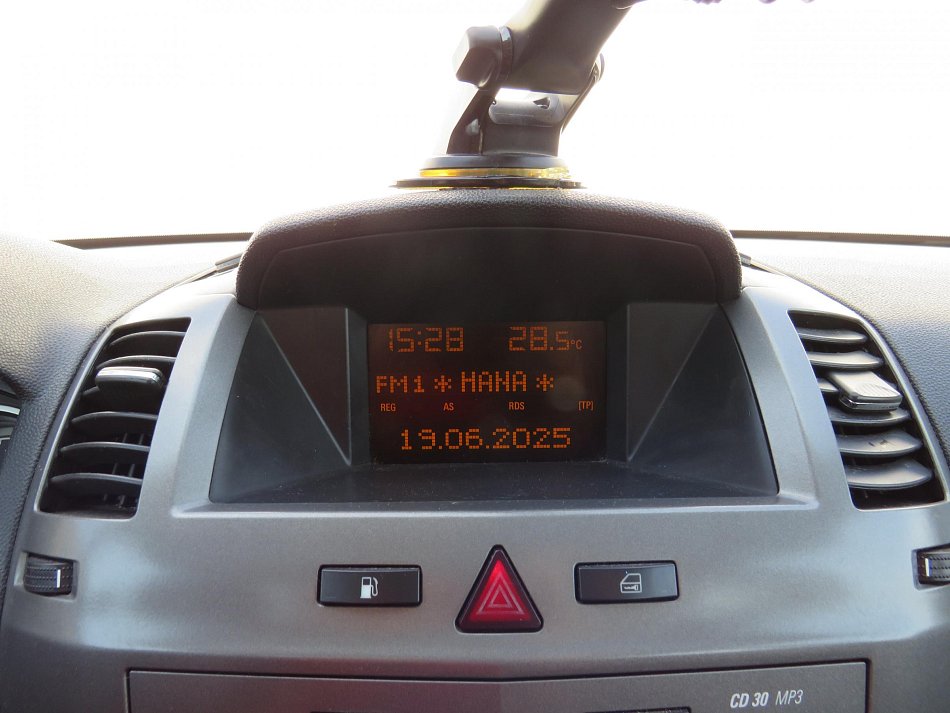 15:28 28.5°C
FM1 * HAHA *
REG AS RDS [TP]
19.06.2025
CD 30 MP3